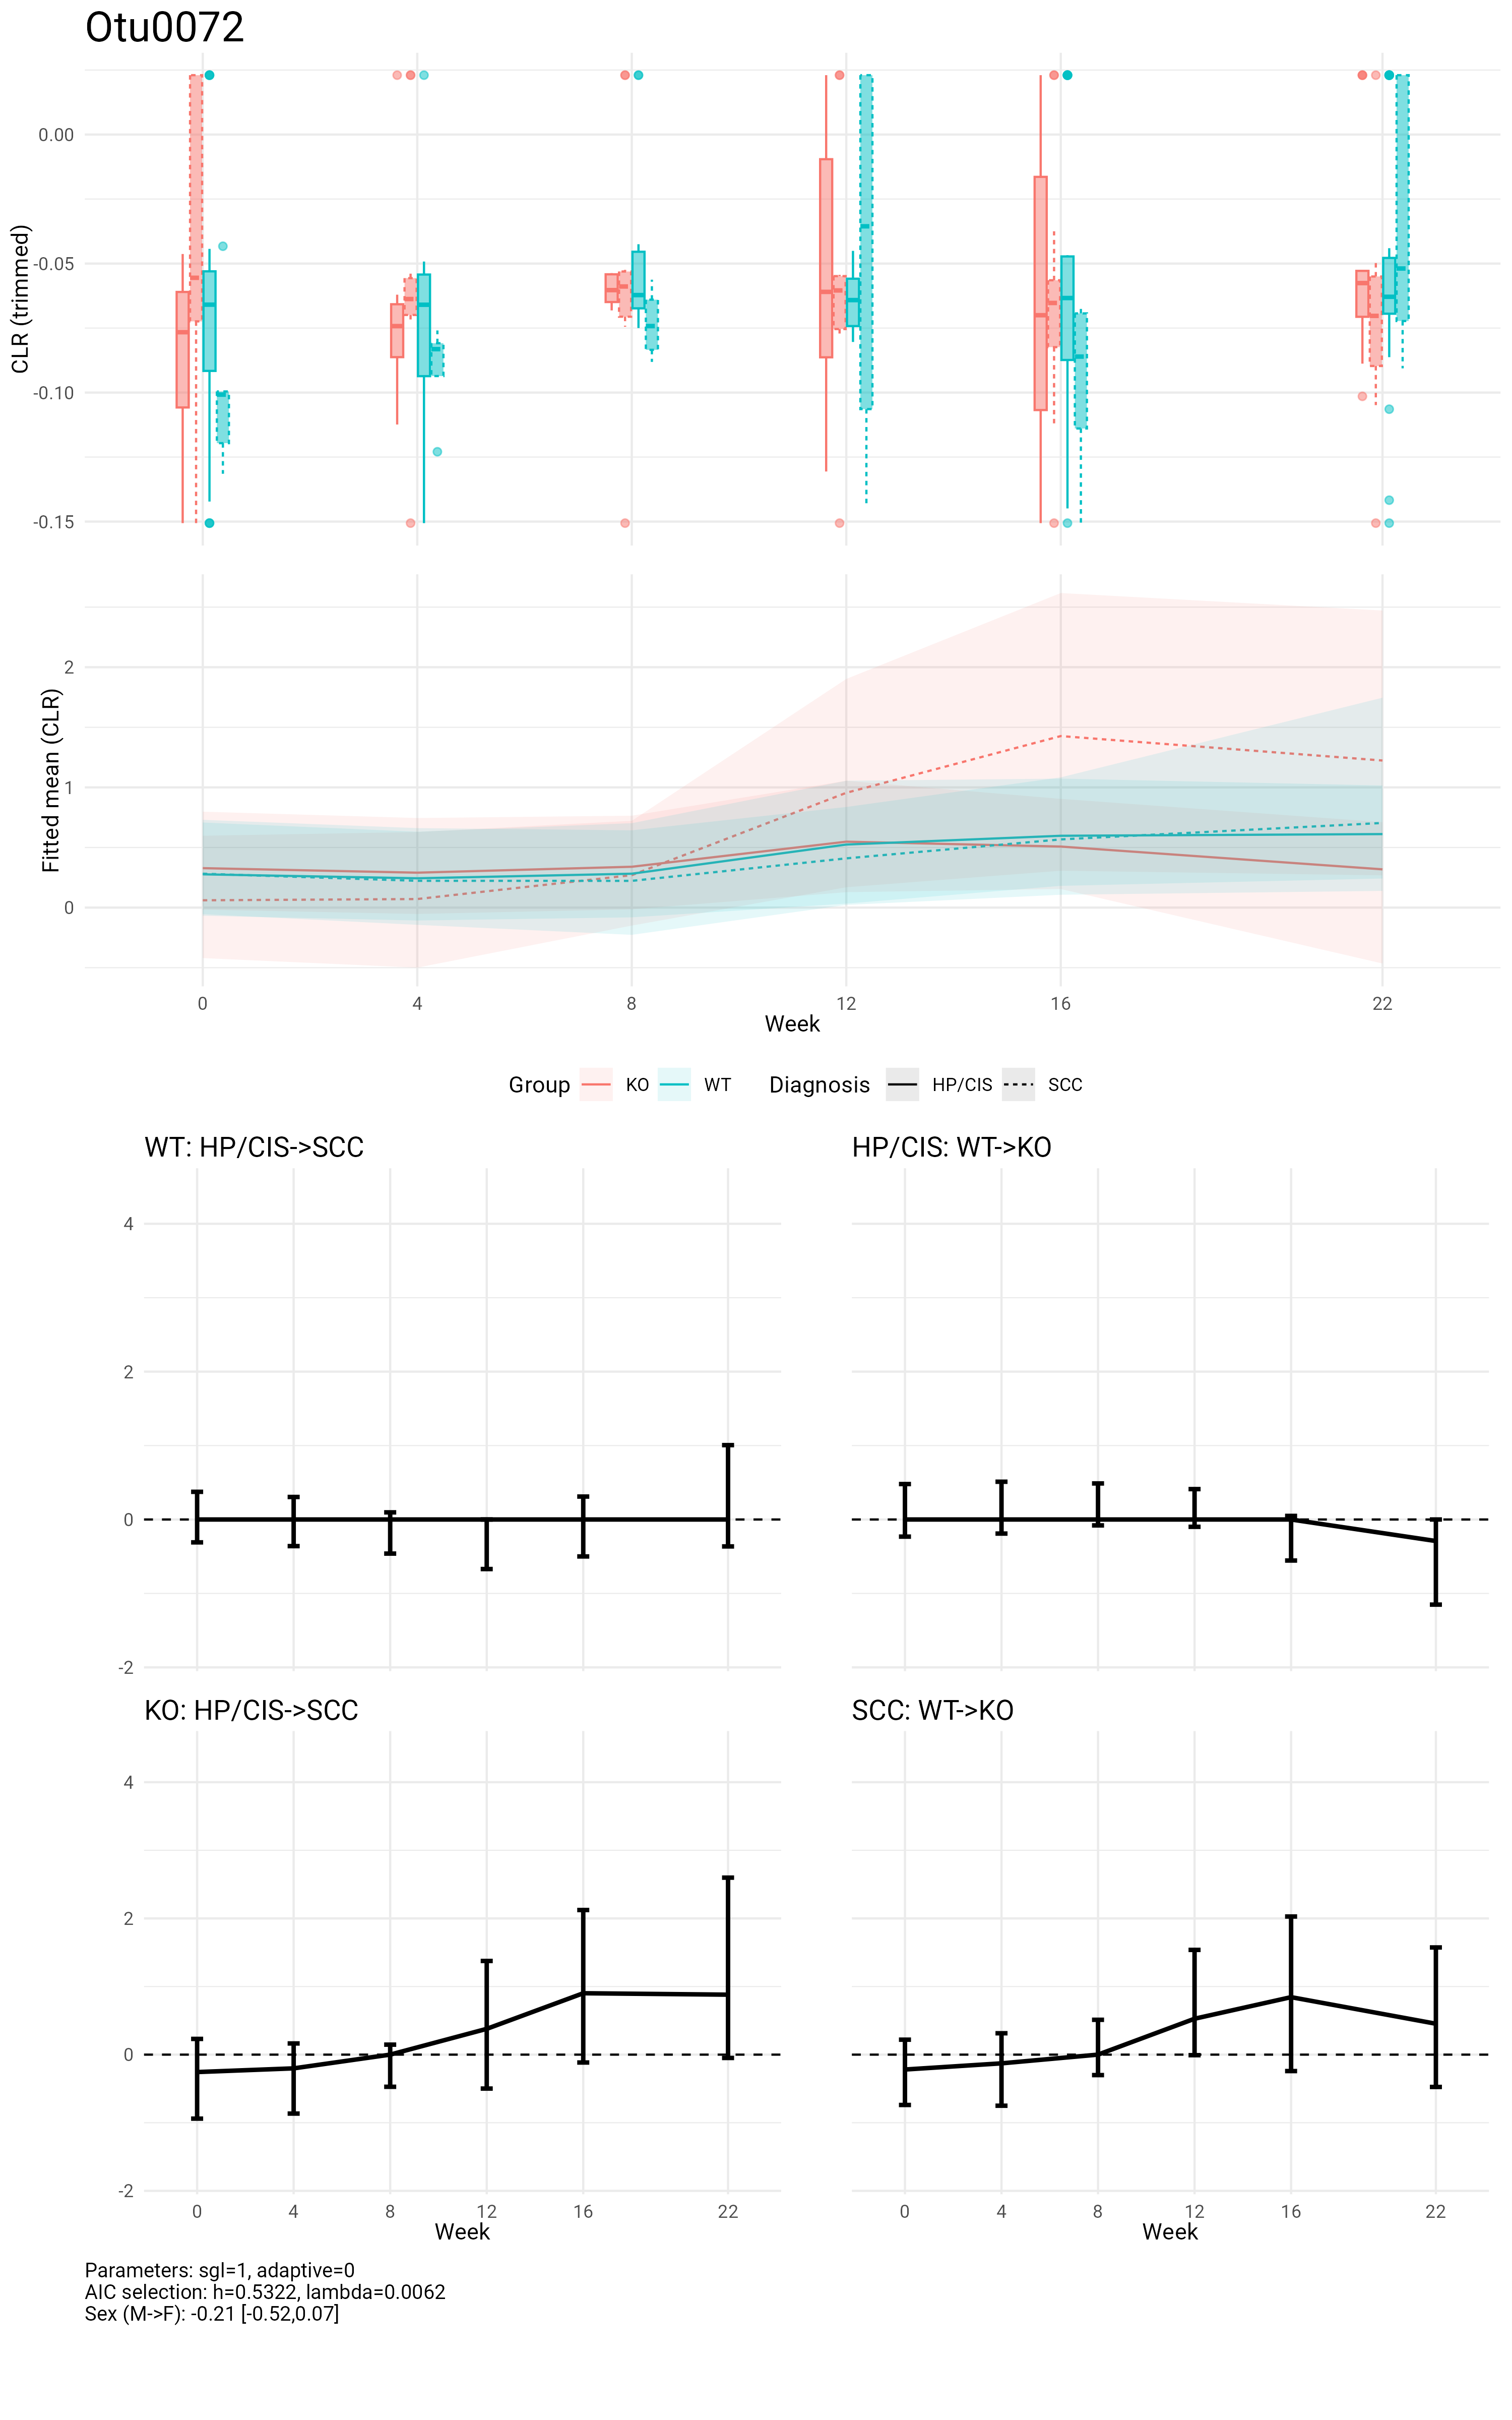 Otu0072
CLR (trimmed)
0.00
-0.05
-0.10
-0.15
Fitted mean (CLR)
2
1
0
0 4 8 12 16 22
Week
Group KO WT Diagnosis HP/CIS SCC
WT: HP/CIS->SCC
4
2
0
-2
HP/CIS: WT->KO
KO: HP/CIS->SCC
4
2
0
-2
0 4 8 12 16 22
Week
SCC: WT->KO
0 4 8 12 16 22
Week
Parameters: sgl=1, adaptive=0
AIC selection: h=0.5322, lambda=0.0062
Sex (M->F): -0.21 [-0.52,0.07]